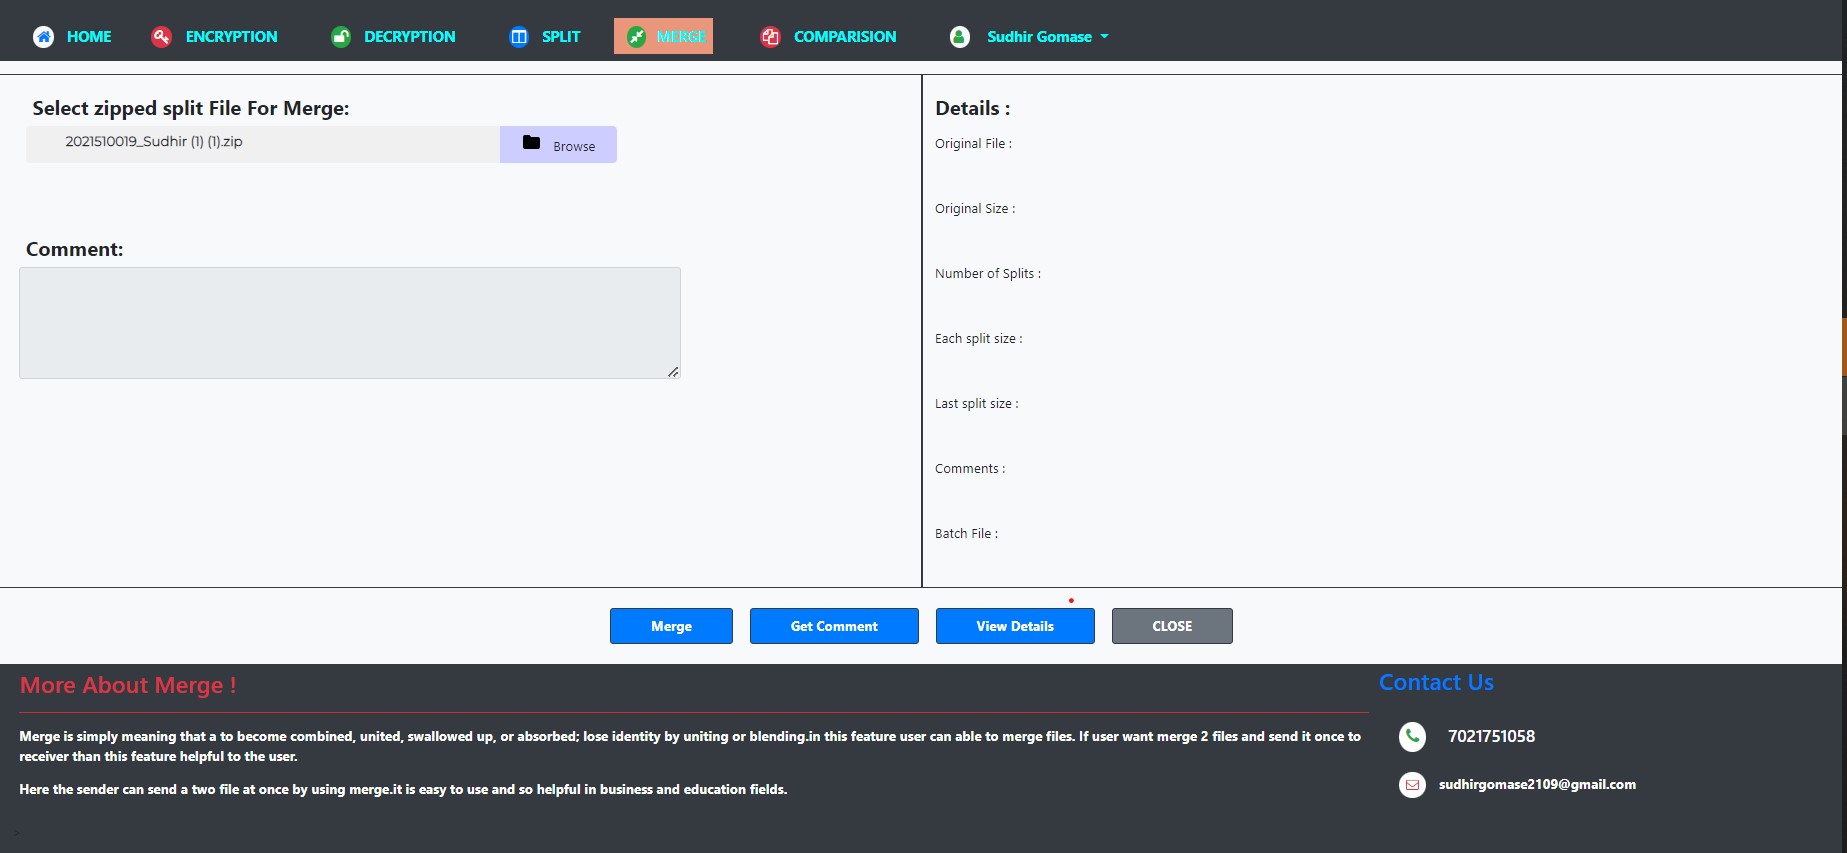 HOME ENCRYPTION DECRYPTION SPLIT MERGE COMPARISION Sudhir Gomase
Select zipped split File For Merge:
2021510019_Sudhir (1) (1).zip Browse
Comment:
Details :
Original File :
Original Size :
Number of Splits :
Each split size :
Last split size :
Comments :
Batch File :
Merge Get Comment View Details CLOSE
More About Merge !
Merge is simply meaning that a to become combined, united, swallowed up, or absorbed; lose identity by uniting or blending.in this feature user can able to merge files. If user want merge 2 files and send it once to
receiver than this feature helpful to the user.
Here the sender can send a two file at once by using merge.it is easy to use and so helpful in business and education fields.
>
Contact Us
7021751058
sudhirgomase2109@gmail.com